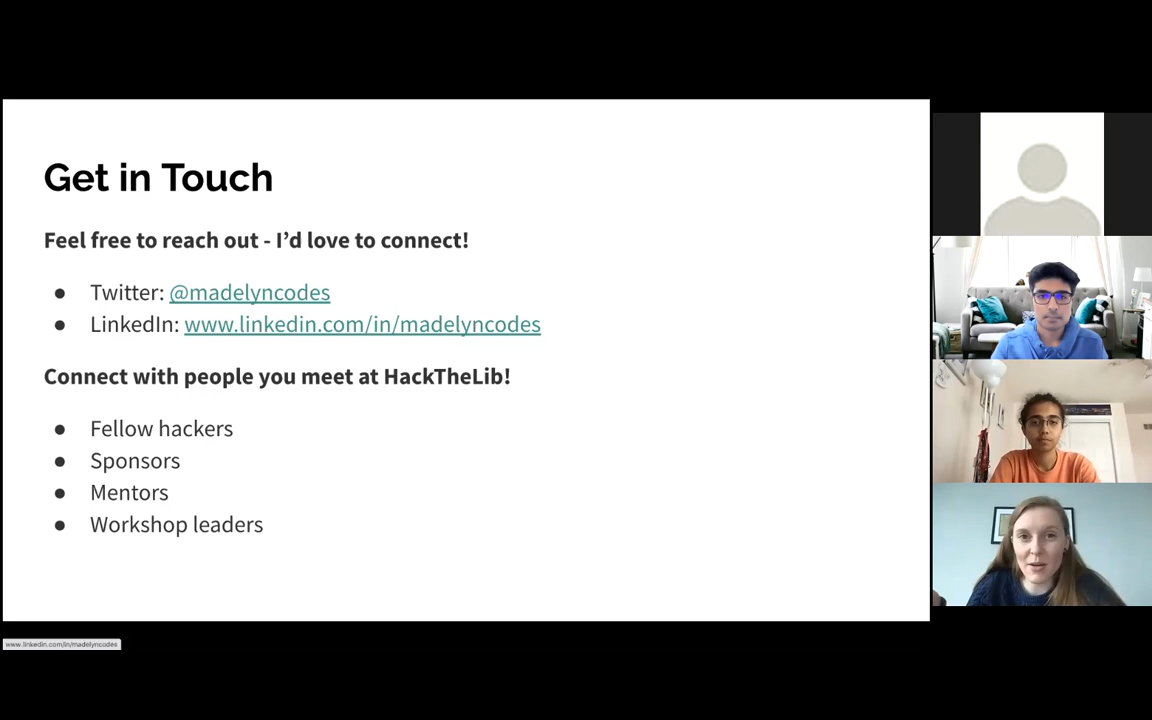 Get in Touch
Feel free to reach out - I’d love to connect!
● Twitter: @madelyncodes
● LinkedIn: www.linkedin.com/in/madelyncodes
Connect with people you meet at HackTheLib!
● Fellow hackers
● Sponsors
● Mentors
● Workshop leaders
www.linkedin.com/in/madelyncodes